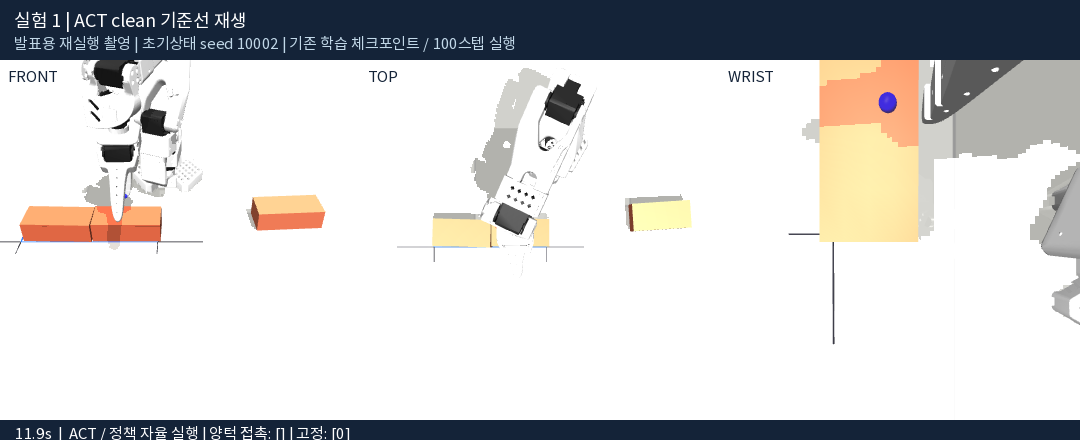 실험 1 | ACT clean 기준선 재생
발표용 재실행 촬영 | 초기상태 seed 10002 | 기존 학습 체크포인트 / 100스텝 실행
FRONT
TOP
WRIST
11.9s | ACT / 정책 자율 실행 | 양턱 접촉: [] | 고정: [0]